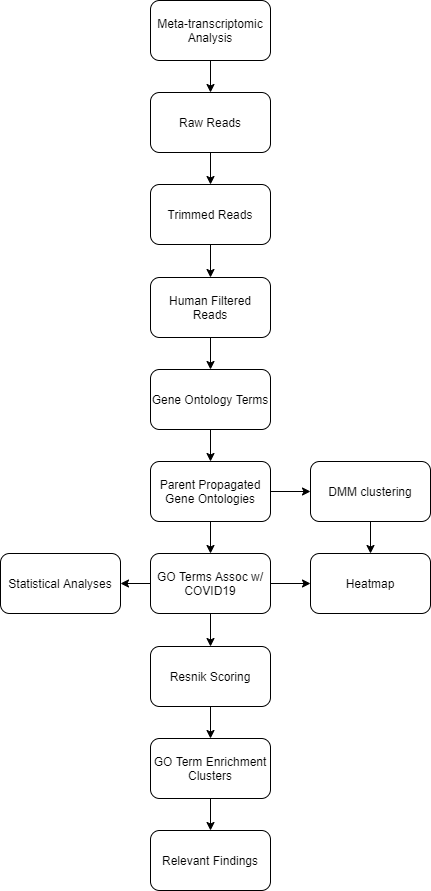 Meta-transcriptomic
Analysis
Raw Reads
Trimmed Reads
Human Filtered
Reads
Gene Ontology Terms
Parent Propagated
Gene Ontologies
DMM clustering
Statistical Analyses
GO Terms Assoc w/
COVID19
Heatmap
Resnik Scoring
GO Term Enrichment
Clusters
Relevant Findings